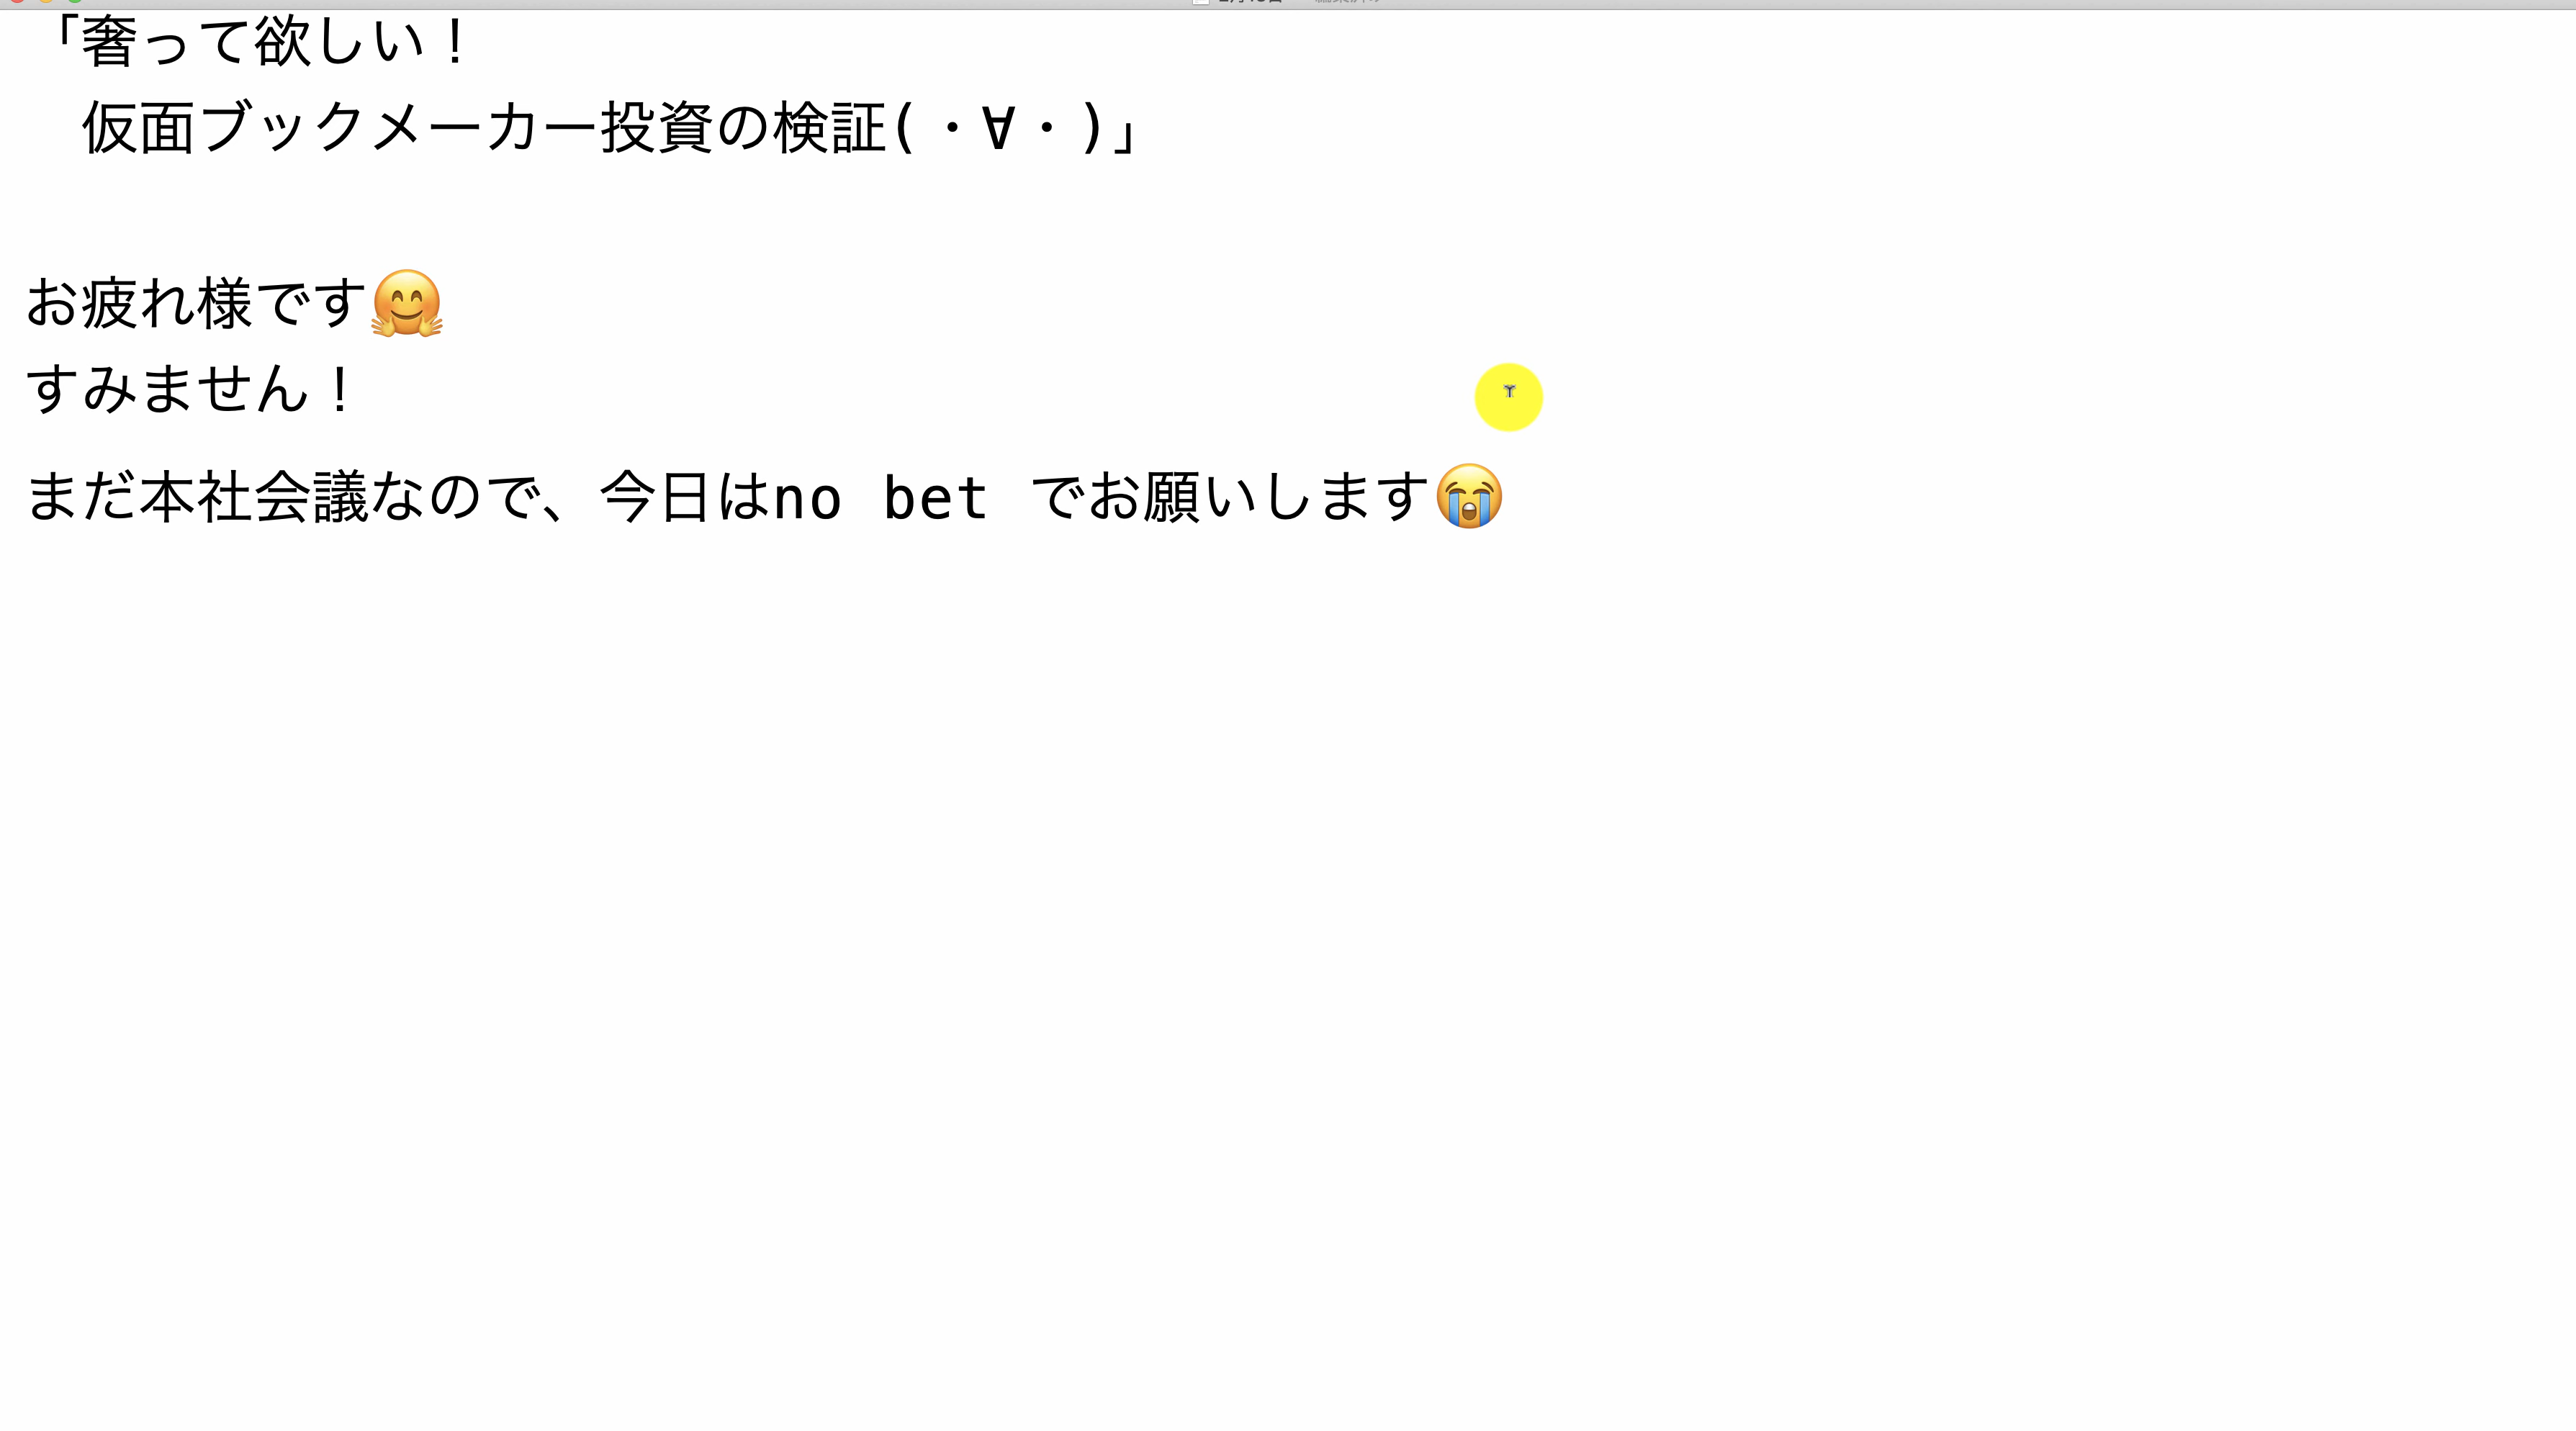 「奢って欲しい！
仮面ブックメーカー投資の検証(・∀・)」
お疲れ様です🤗
すみません！
まだ本社会議なので、今日はno bet でお願いします😭